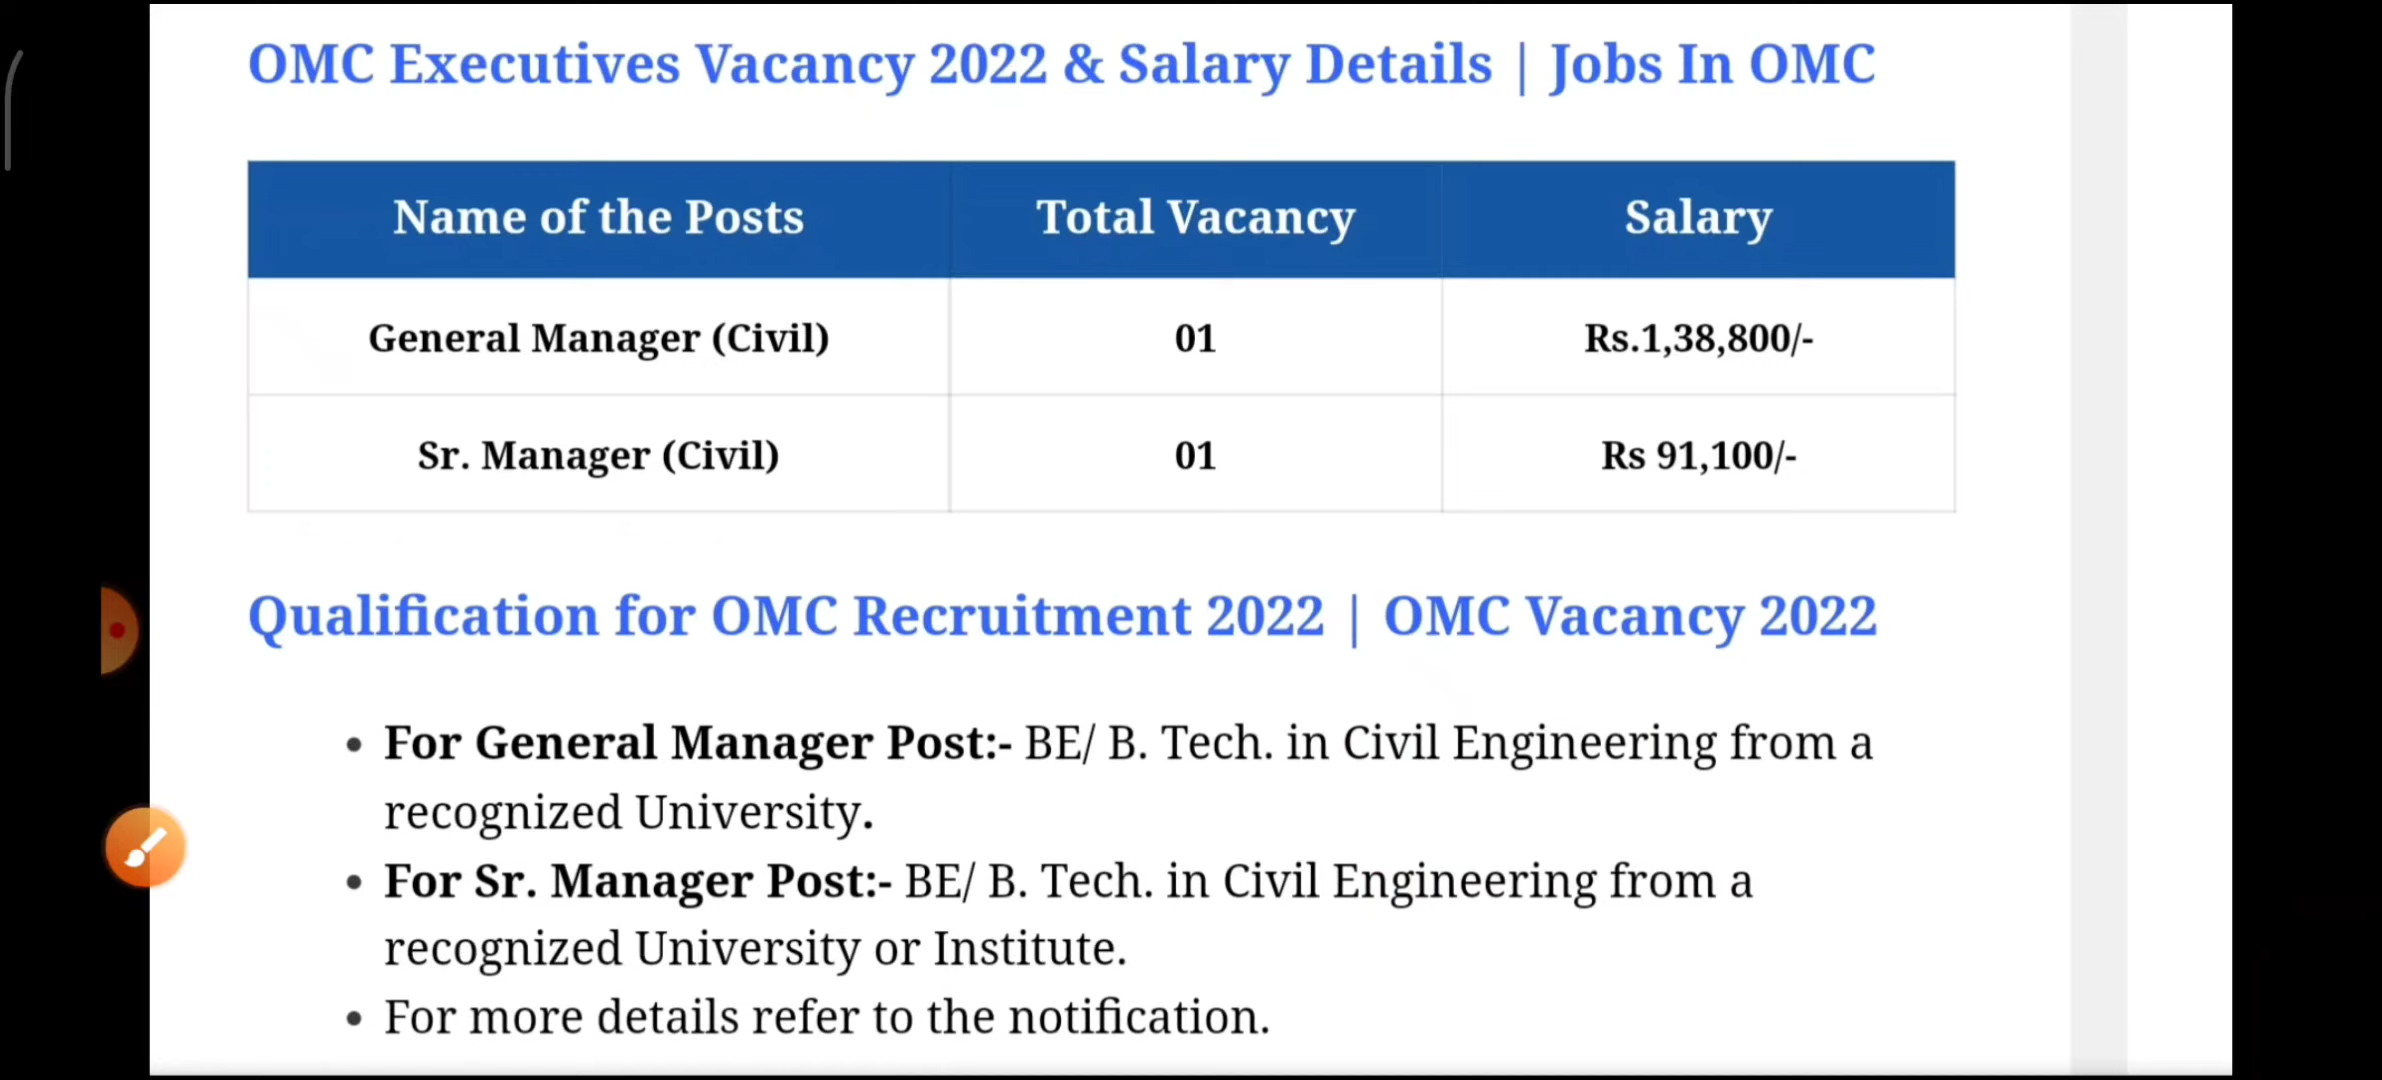 OMC Executives Vacancy 2022 & Salary Details | Jobs In OMC
Name of the Posts Total Vacancy Salary
General Manager (Civil) 01 Rs.1,38,800/-
Sr. Manager (Civil) 01 Rs 91,100/-
Qualification for OMC Recruitment 2022 | OMC Vacancy 2022
• For General Manager Post:- BE/ B. Tech. in Civil Engineering from a
recognized University.
• For Sr. Manager Post:- BE/ B. Tech. in Civil Engineering from a
recognized University or Institute.
• For more details refer to the notification.